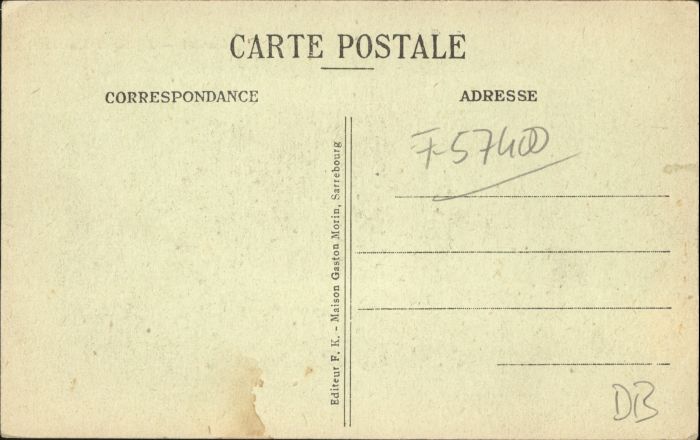 CARTE POSTALE
CORRESPONDANCE
ADRESSE
F-57400
Editeur F. K. - Maison Gaston Morin, Sarrebourg
DB